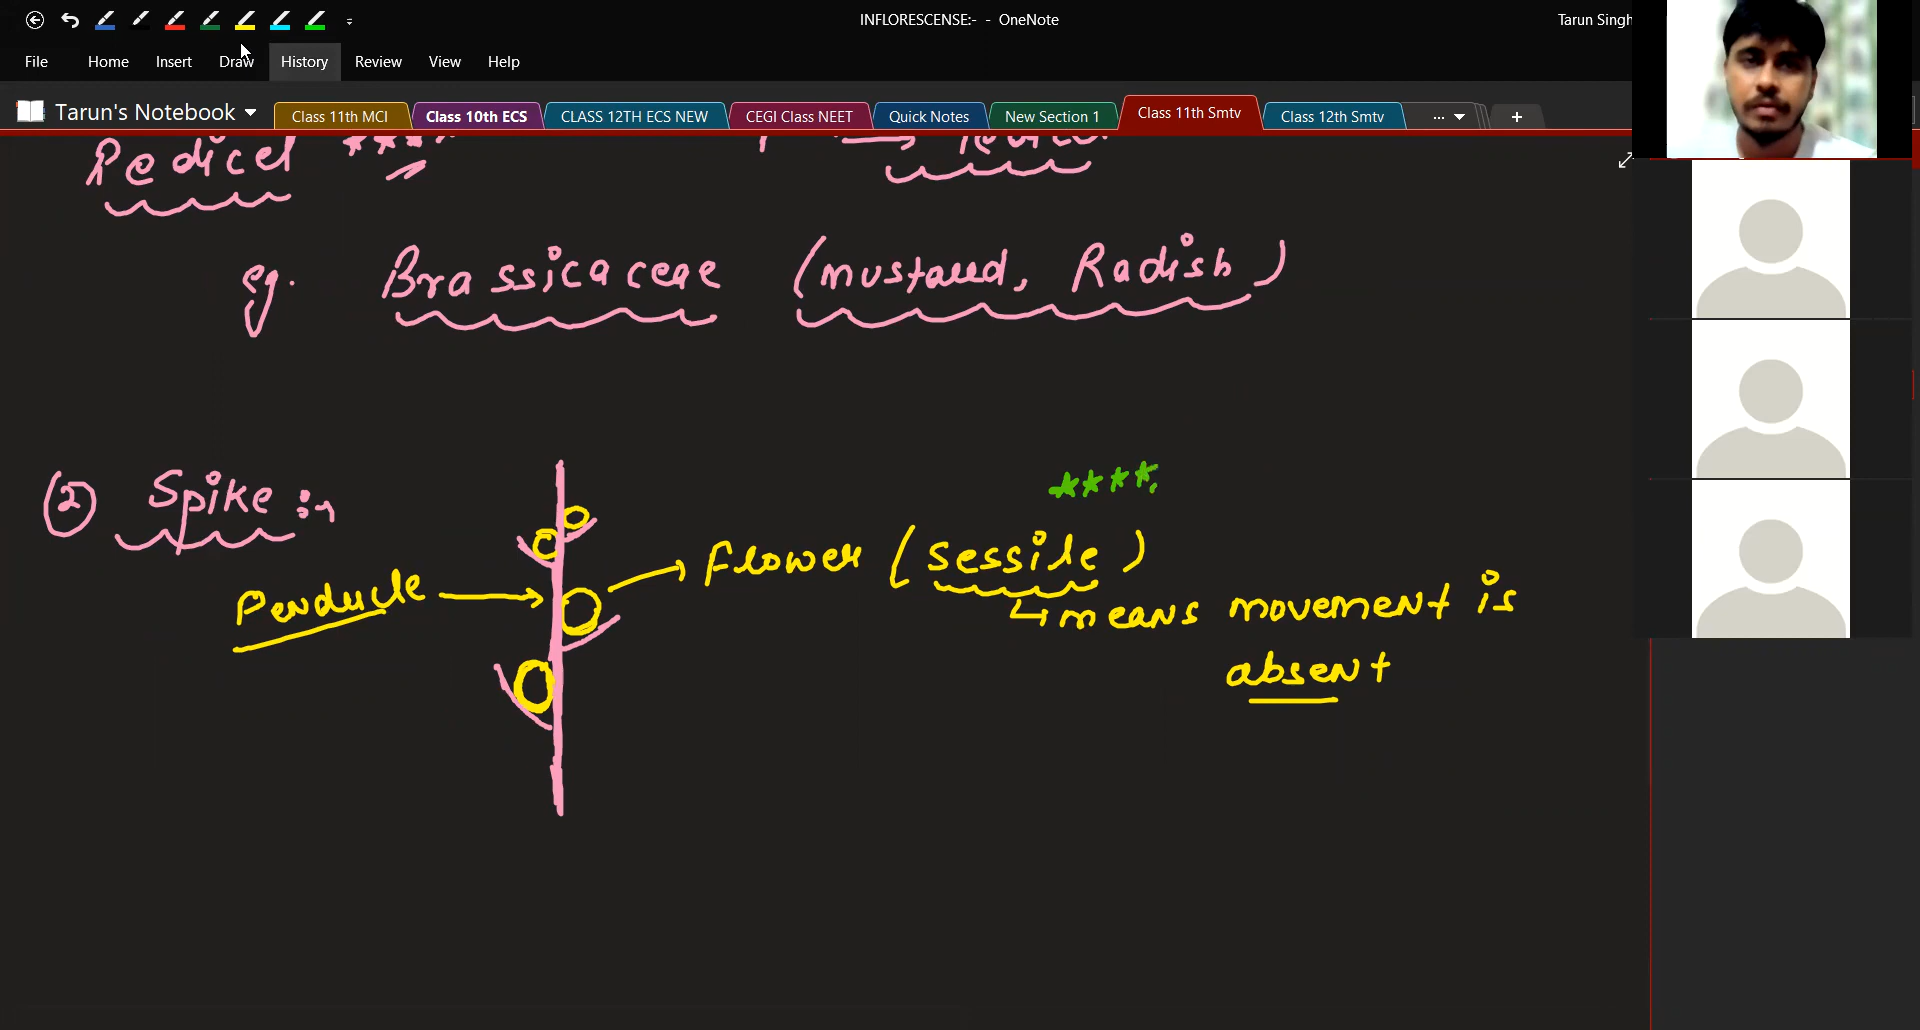 INFLORESCENSE:- - OneNote
Tarun Singh
File Home Insert Draw History Review View Help
Tarun's Notebook
Class 11th MCI
Class 10th ECS
CLASS 12TH ECS NEW
CEGI Class NEET
Quick Notes
New Section 1
Class 11th Smtv
Class 12th Smtv
...
+
Pedicel ****
eg. Brassicaceae (mustard, Radish)
****
② Spike :→
Flower (sessile)
Penducle
↳ means movement is
absent